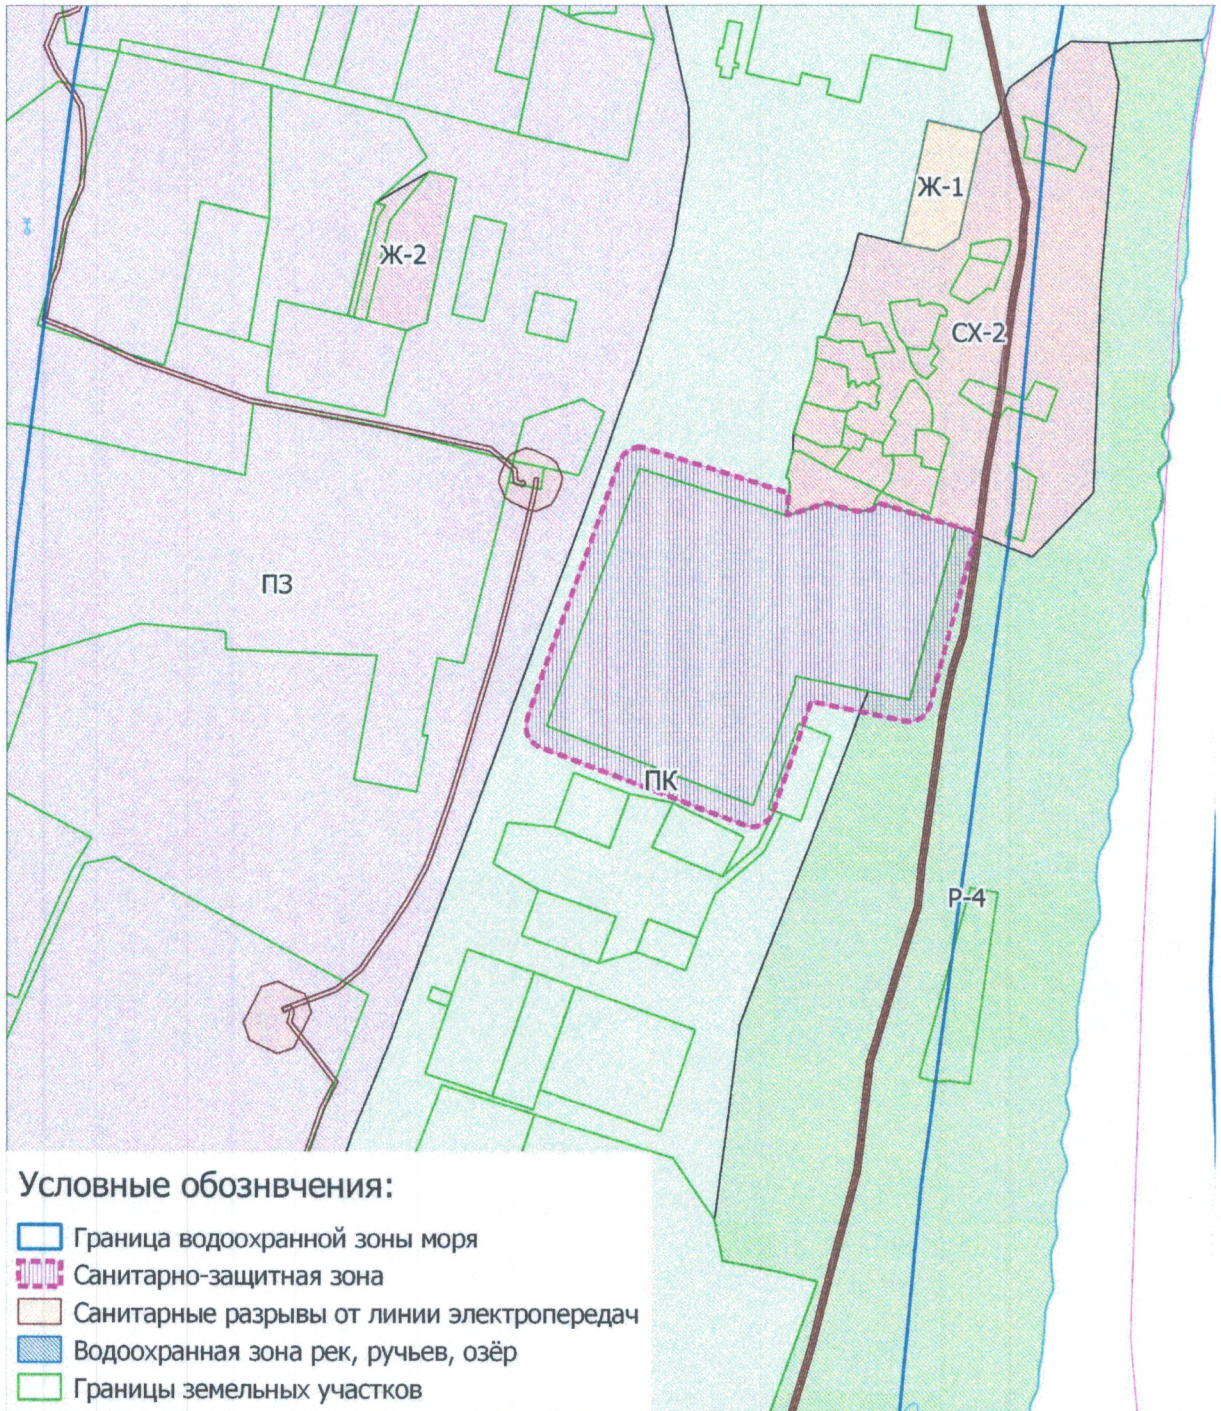 Ж-1
Ж-2
СХ-2
ПЗ
ПК
Р-4
Условные обознвчения:
Граница водоохранной зоны моря
Санитарно-защитная зона
Санитарные разрывы от линии электропередач
Водоохранная зона рек, ручьев, озёр
Границы земельных участков